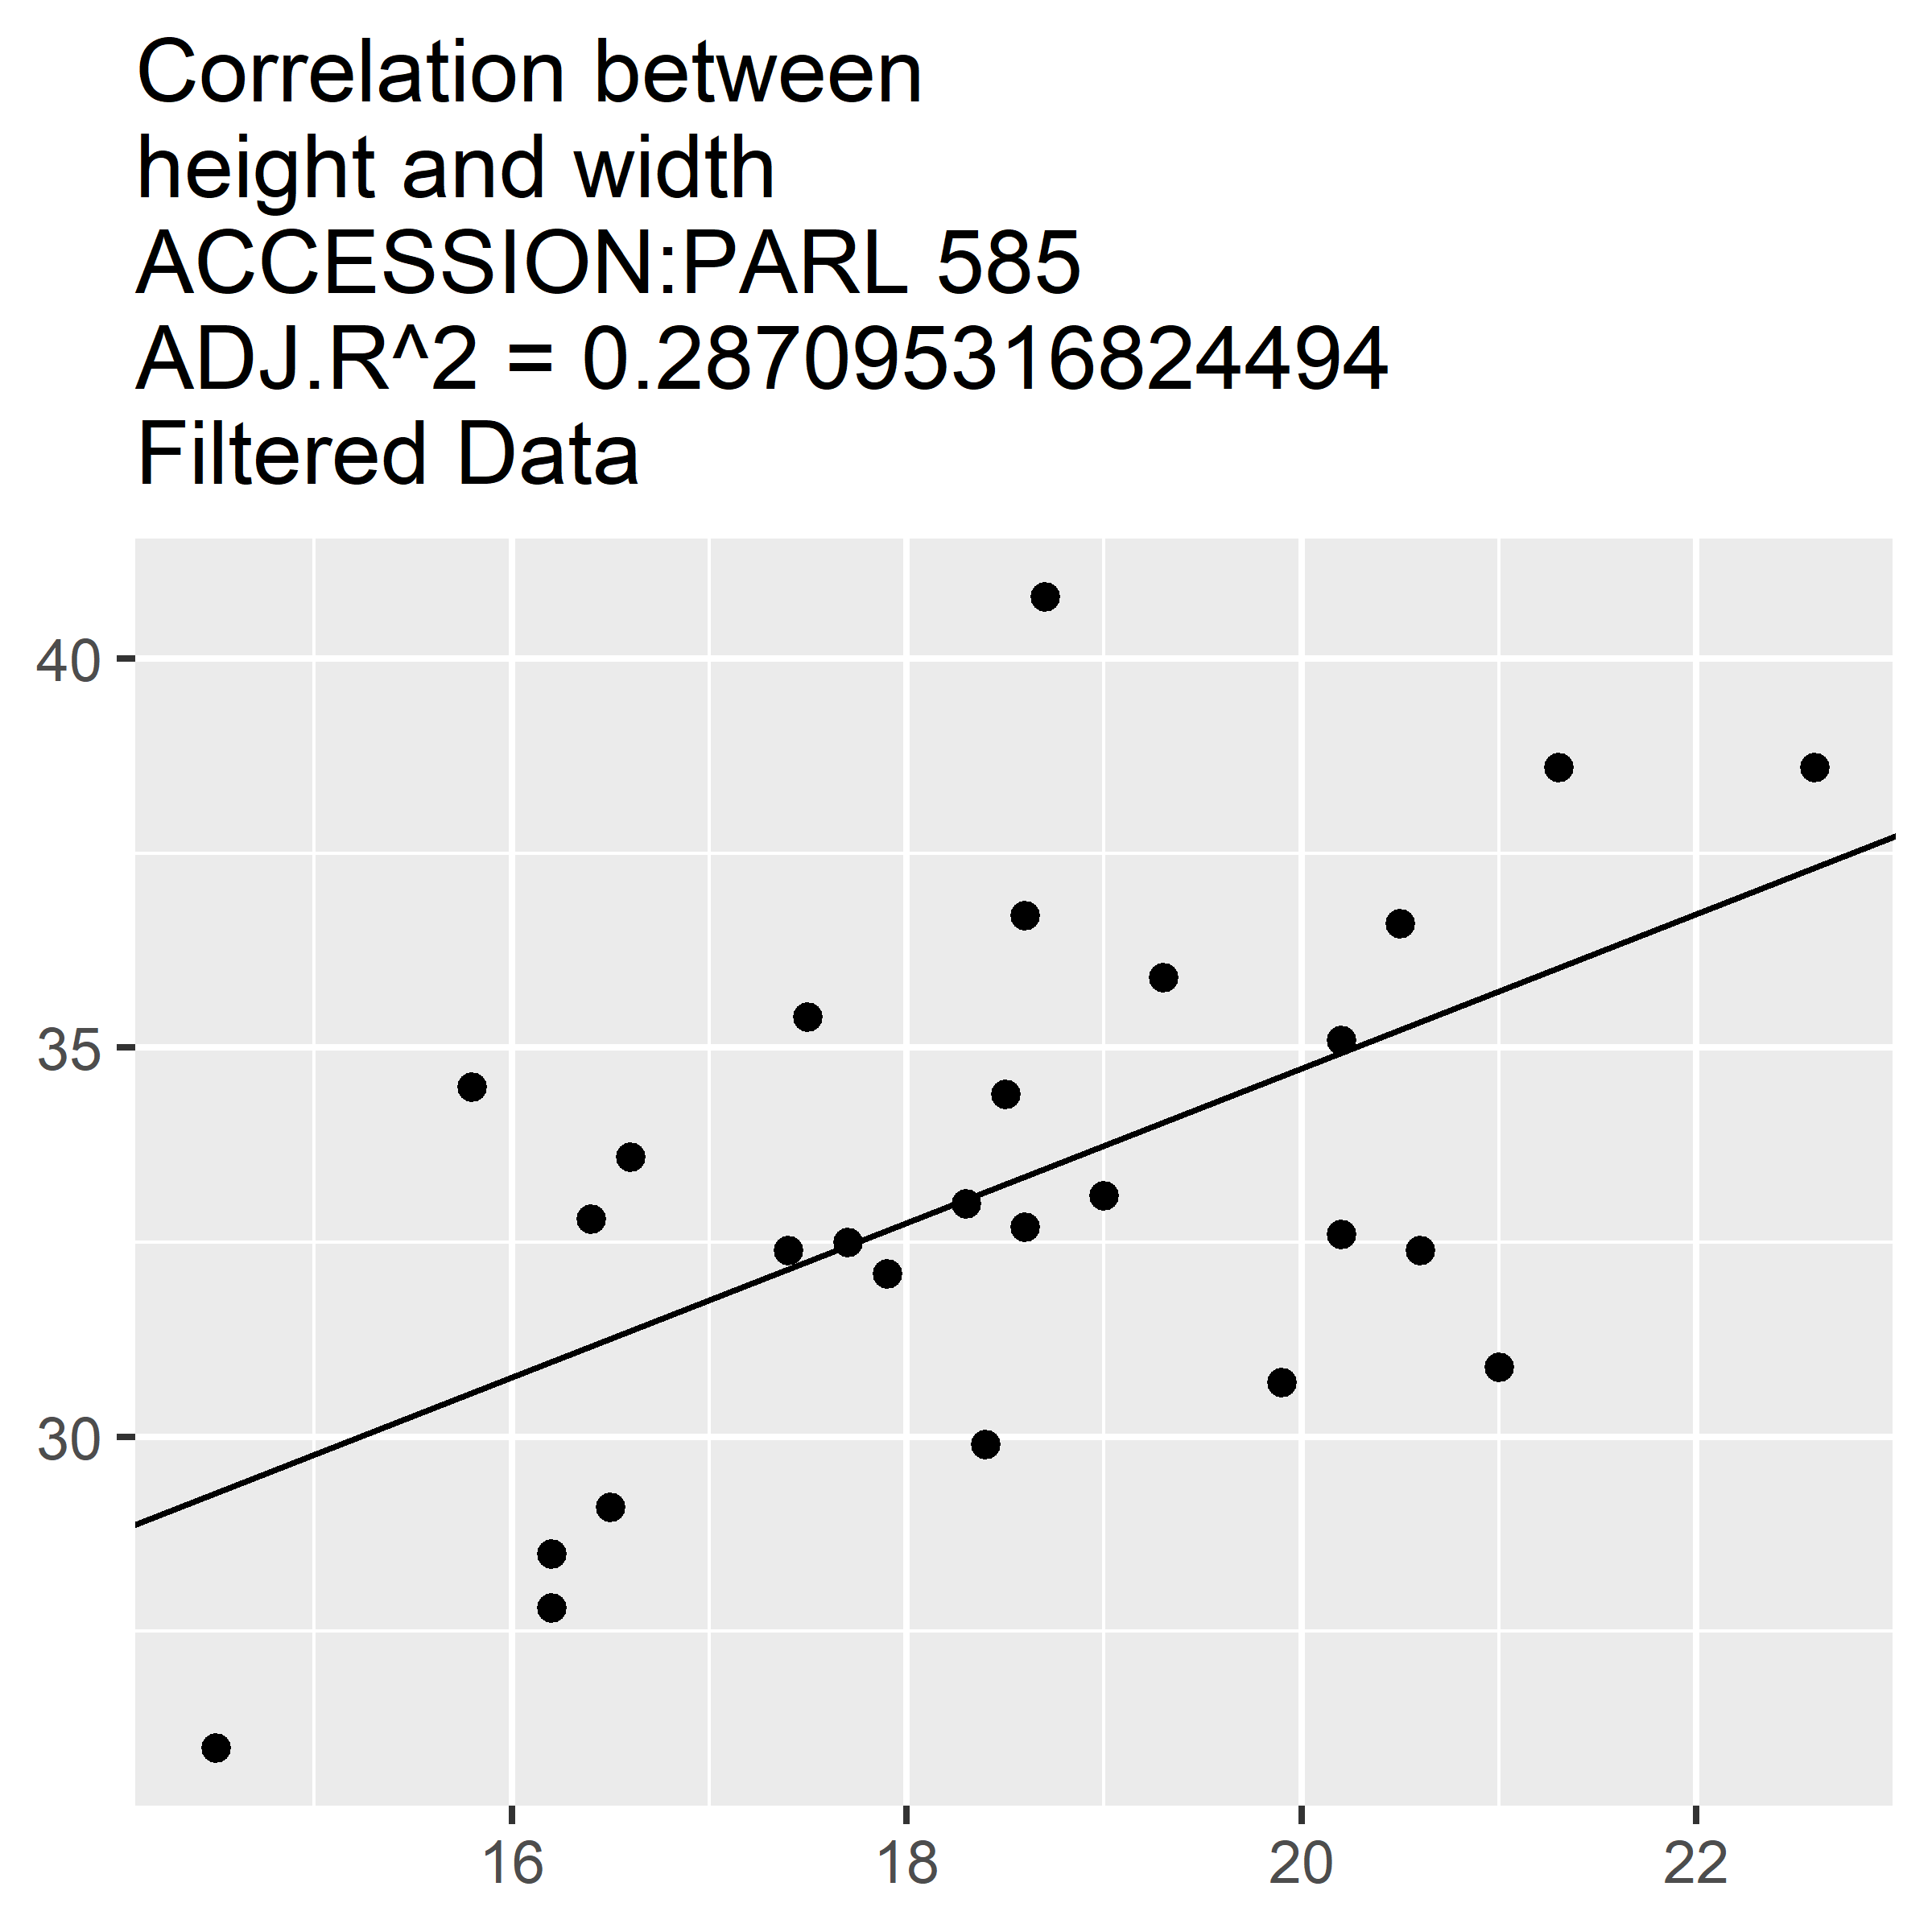 Correlation between
height and width
ACCESSION:PARL 585
ADJ.R^2 = 0.287095316824494
Filtered Data
40
35
30
16 18 20 22